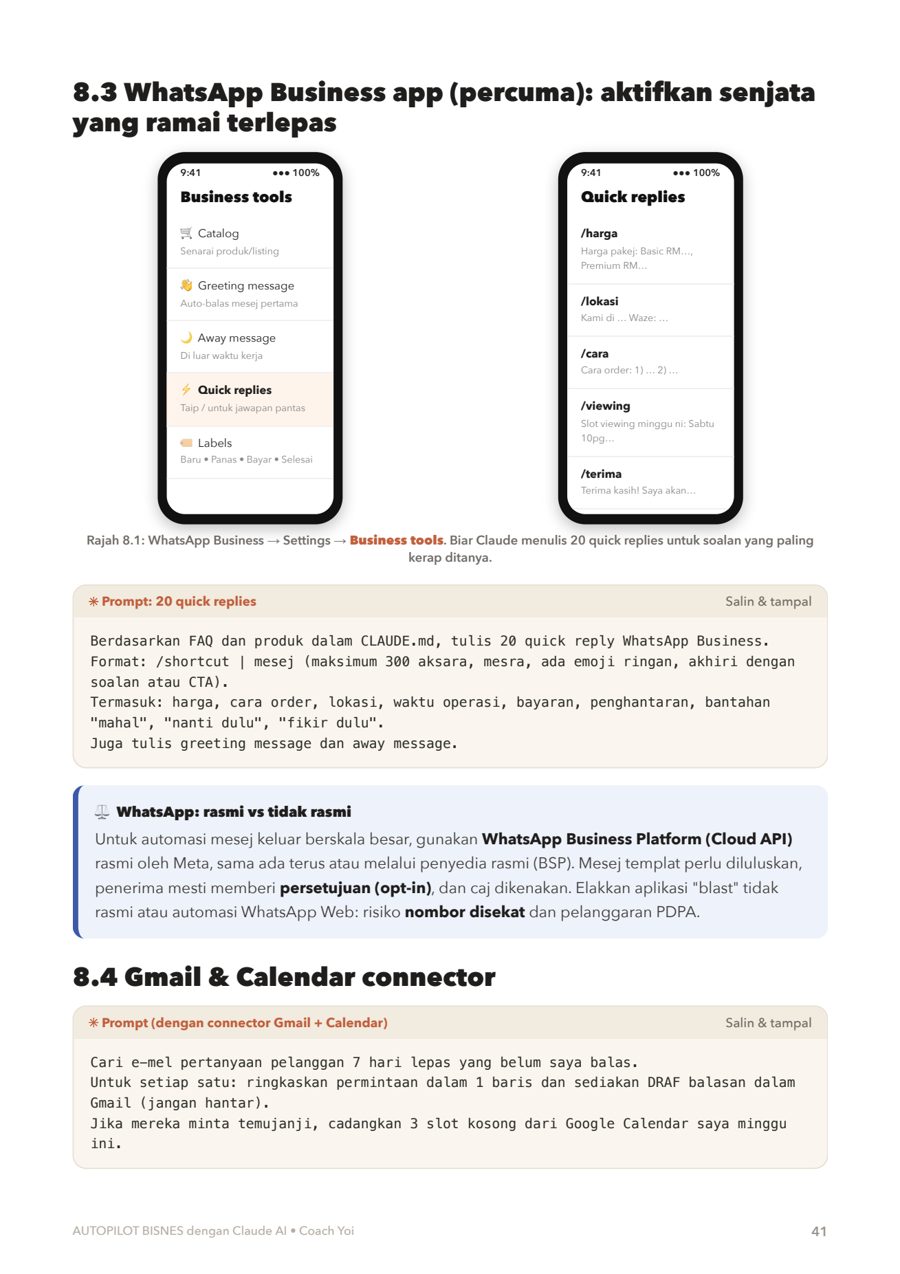 8.3 WhatsApp Business app (percuma): aktifkan senjata
yang ramai terlepas
9:41 ●●● 100%
Business tools
🛒 Catalog
Senarai produk/listing
👋 Greeting message
Auto-balas mesej pertama
🌙 Away message
Di luar waktu kerja
⚡ Quick replies
Taip / untuk jawapan pantas
🏷️ Labels
Baru • Panas • Bayar • Selesai
9:41 ●●● 100%
Quick replies
/harga
Harga pakej: Basic RM…,
Premium RM…
/lokasi
Kami di … Waze: …
/cara
Cara order: 1) … 2) …
/viewing
Slot viewing minggu ni: Sabtu
10pg…
/terima
Terima kasih! Saya akan…
Rajah 8.1: WhatsApp Business → Settings → Business tools. Biar Claude menulis 20 quick replies untuk soalan yang paling
kerap ditanya.
✳ Prompt: 20 quick replies
Salin & tampal
Berdasarkan FAQ dan produk dalam CLAUDE.md, tulis 20 quick reply WhatsApp Business.
Format: /shortcut | mesej (maksimum 300 aksara, mesra, ada emoji ringan, akhiri dengan
soalan atau CTA).
Termasuk: harga, cara order, lokasi, waktu operasi, bayaran, penghantaran, bantahan
"mahal", "nanti dulu", "fikir dulu".
Juga tulis greeting message dan away message.
⚖️ WhatsApp: rasmi vs tidak rasmi
Untuk automasi mesej keluar berskala besar, gunakan WhatsApp Business Platform (Cloud API)
rasmi oleh Meta, sama ada terus atau melalui penyedia rasmi (BSP). Mesej templat perlu diluluskan,
penerima mesti memberi persetujuan (opt-in), dan caj dikenakan. Elakkan aplikasi "blast" tidak
rasmi atau automasi WhatsApp Web: risiko nombor disekat dan pelanggaran PDPA.
8.4 Gmail & Calendar connector
✳ Prompt (dengan connector Gmail + Calendar)
Salin & tampal
Cari e-mel pertanyaan pelanggan 7 hari lepas yang belum saya balas.
Untuk setiap satu: ringkaskan permintaan dalam 1 baris dan sediakan DRAF balasan dalam
Gmail (jangan hantar).
Jika mereka minta temujanji, cadangkan 3 slot kosong dari Google Calendar saya minggu
ini.
AUTOPILOT BISNES dengan Claude AI • Coach Yoi
41